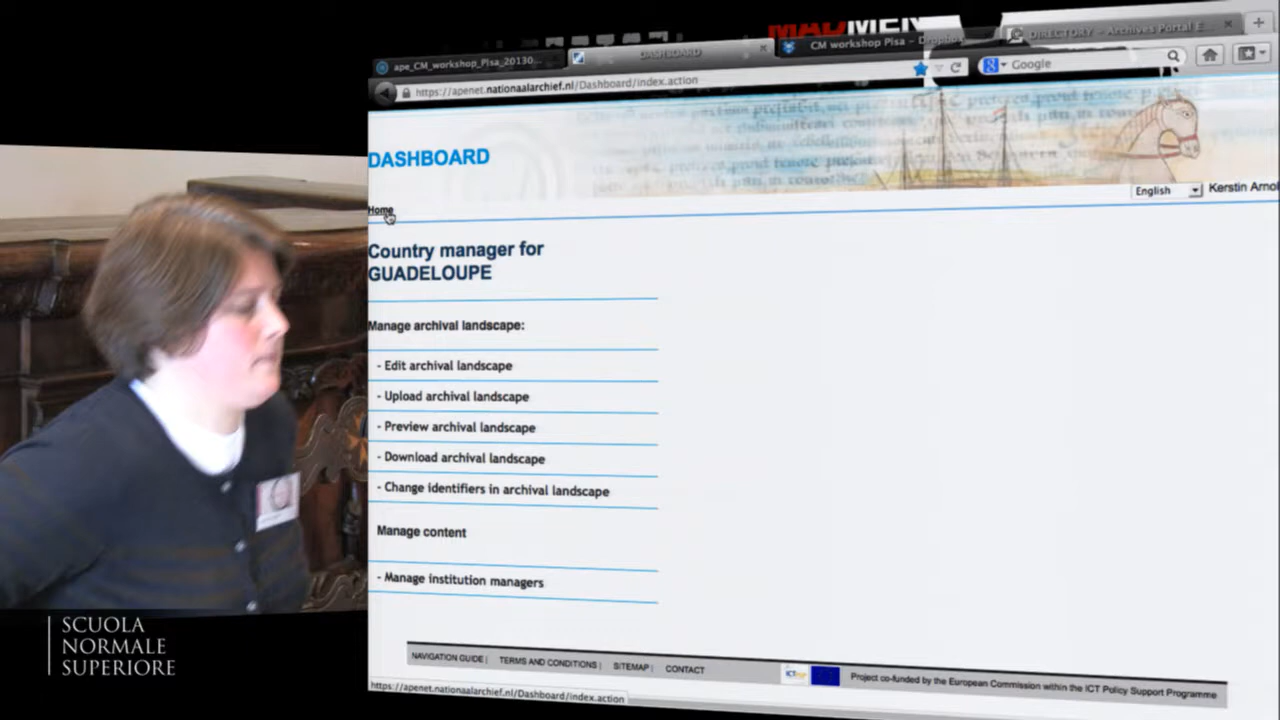 MADMEN
ape_CM_workshop_Pisa_20130...
DASHBOARD
CM workshop Pisa - Dropbox
DIRECTORY - Archives Portal E...
https://apenet.nationaalarchief.nl/Dashboard/index.action
Google
DASHBOARD
English
Kerstin Arnol
Home
Country manager for
GUADELOUPE
Manage archival landscape:
- Edit archival landscape
- Upload archival landscape
- Preview archival landscape
- Download archival landscape
- Change identifiers in archival landscape
Manage content
- Manage institution managers
NAVIGATION GUIDE | TERMS AND CONDITIONS | SITEMAP | CONTACT
Project co-funded by the European Commission within the ICT Policy Support Programme
https://apenet.nationaalarchief.nl/Dashboard/index.action
SCUOLA
NORMALE
SUPERIORE